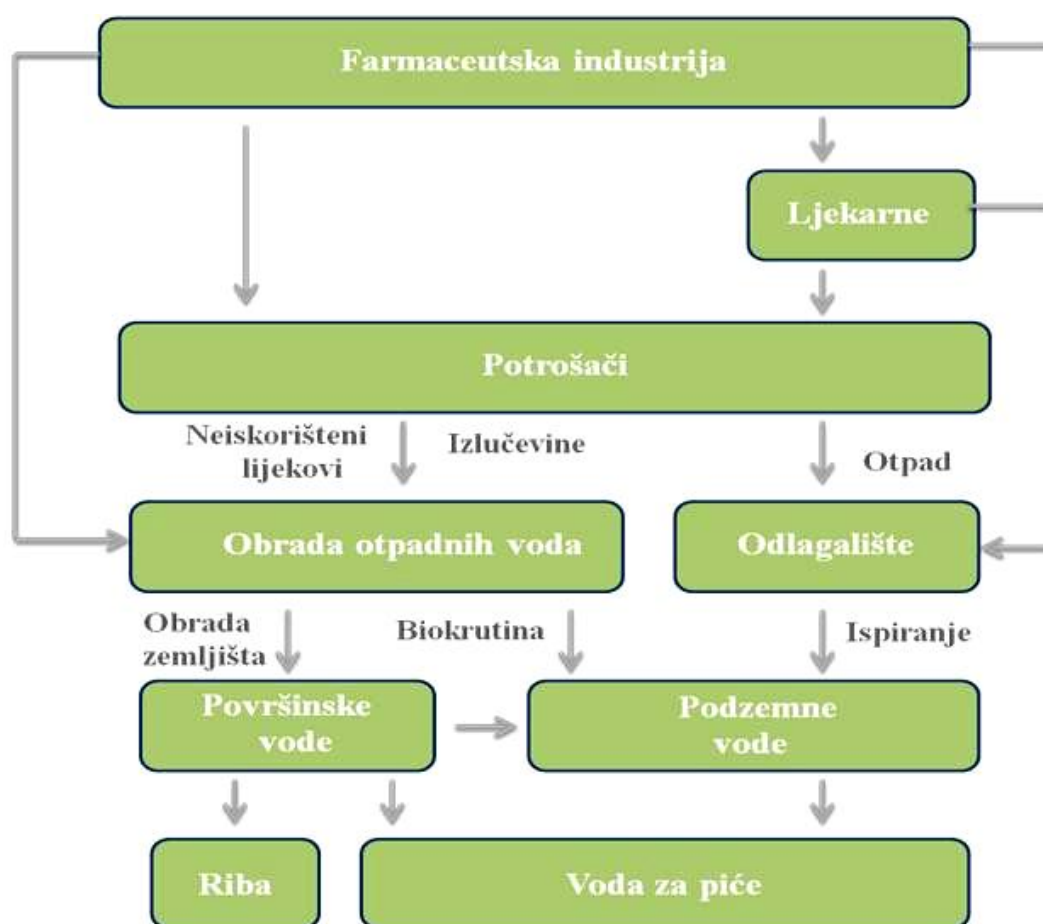 Farmaceutska industrija
Ljekarne
Potrošači
Neiskorišteni
lijekovi
Izlučevine
Otpad
Obrada otpadnih voda
Odlagalište
Obrada
zemljišta
Biokrutina
Ispiranje
Površinske
vode
Podzemne
vode
Riba
Voda za piće